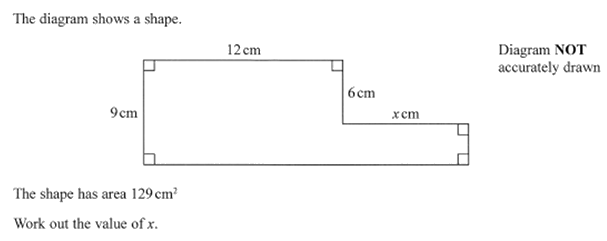 The diagram shows a shape.
12 cm
Diagram NOT
accurately drawn
6 cm
9 cm
x cm
The shape has area 129 cm²
Work out the value of x.